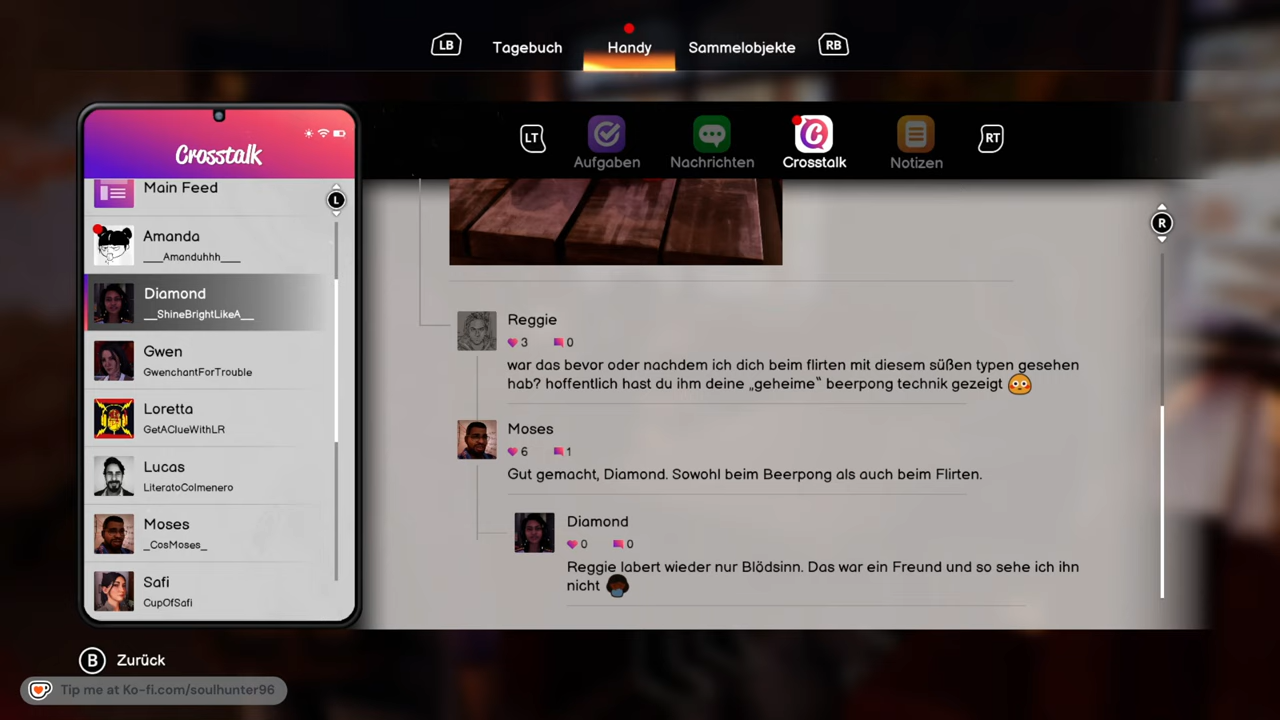 LB Tagebuch Handy Sammelobjekte RB
Crosstalk
LT Aufgaben Nachrichten Crosstalk Notizen RT
Main Feed
L
Amanda
____Amanduhhh____
Diamond
__ShineBrightLikeA__
Gwen
GwenchantForTrouble
Loretta
GetAClueWithLR
Lucas
LiteratoColmenero
Moses
_CosMoses_
Safi
CupOfSafi
R
Reggie
3 0
war das bevor oder nachdem ich dich beim flirten mit diesem süßen typen gesehen
hab? hoffentlich hast du ihm deine „geheime“ beerpong technik gezeigt
Moses
6 1
Gut gemacht, Diamond. Sowohl beim Beerpong als auch beim Flirten.
Diamond
0 0
Reggie labert wieder nur Blödsinn. Das war ein Freund und so sehe ich ihn
nicht
B Zurück
Tip me at Ko-fi.com/soulhunter96